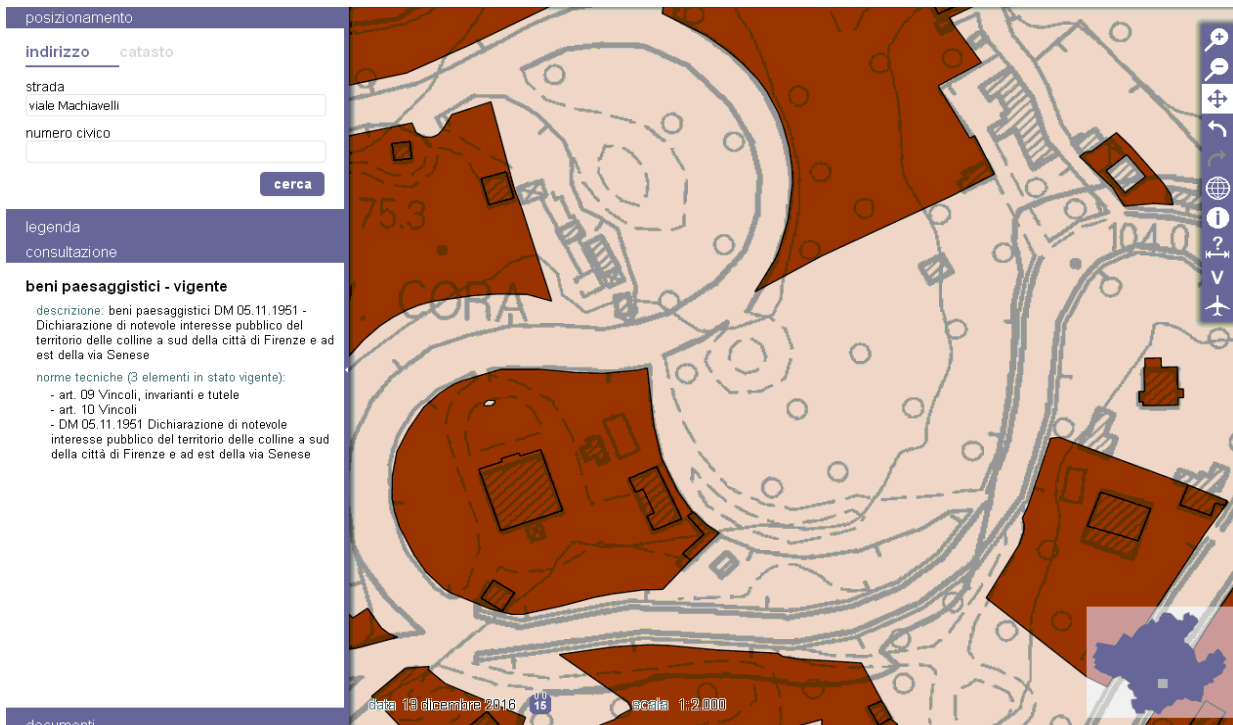 posizionamento
indirizzo catasto
strada
viale Machiavelli
numero civico
cerca
legenda
consultazione
beni paesaggistici - vigente
descrizione: beni paesaggistici DM 05.11.1951 -
Dichiarazione di notevole interesse pubblico del
territorio delle colline a sud della città di Firenze e ad
est della via Senese
norme tecniche (3 elementi in stato vigente):
- art. 09 Vincoli, invarianti e tutele
- art. 10 Vincoli
- DM 05.11.1951 Dichiarazione di notevole
interesse pubblico del territorio delle colline a sud
della città di Firenze e ad est della via Senese
documenti
75.3
CORA
104.0
i
?
V
data 13 dicembre 2016 15 scala 1:2.000